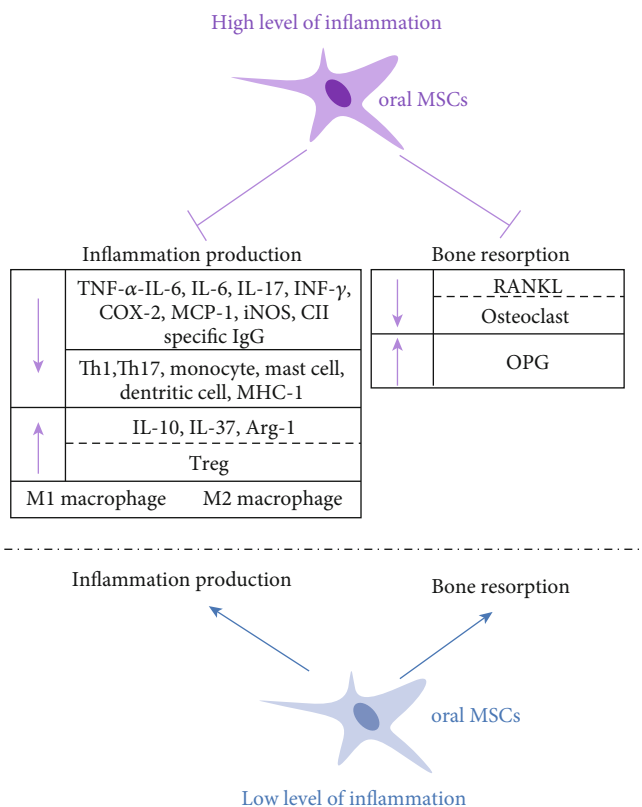 High level of inflammation
oral MSCs
Inflammation production
TNF-α-IL-6, IL-6, IL-17, INF-γ,
COX-2, MCP-1, iNOS, CII
specific IgG
Th1,Th17, monocyte, mast cell,
dentritic cell, MHC-1
IL-10, IL-37, Arg-1
Treg
M1 macrophage M2 macrophage
Bone resorption
RANKL
Osteoclast
OPG
Inflammation production
Bone resorption
oral MSCs
Low level of inflammation